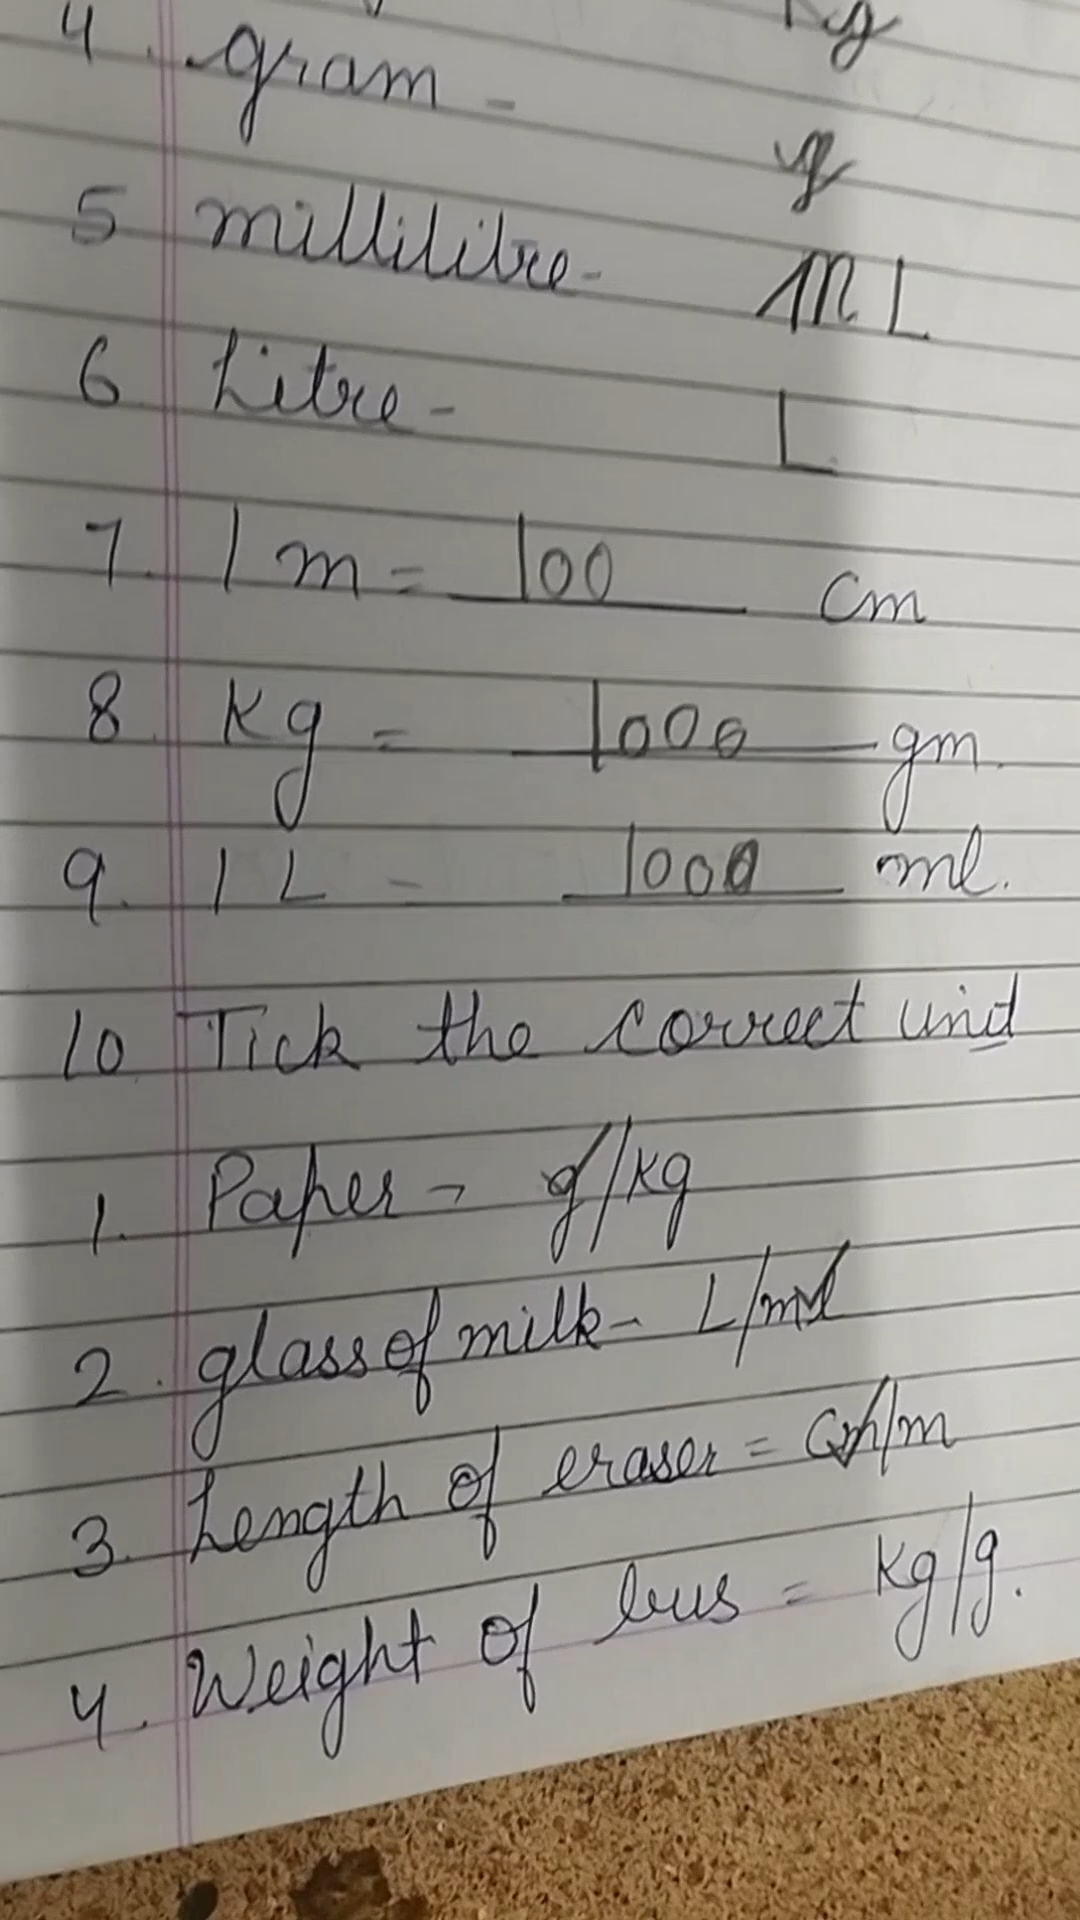 Kg
4. gram - g
5 millilitre - mL
6 Litre - L
7. 1 m = 100 cm
8. Kg = 1000 gm.
9. 1 L - 1000 ml.
10 Tick the correct unit
1. Paper - g/kg
2. glass of milk - L/ml
3. Length of eraser = cm/m
4. Weight of bus = kg/g.